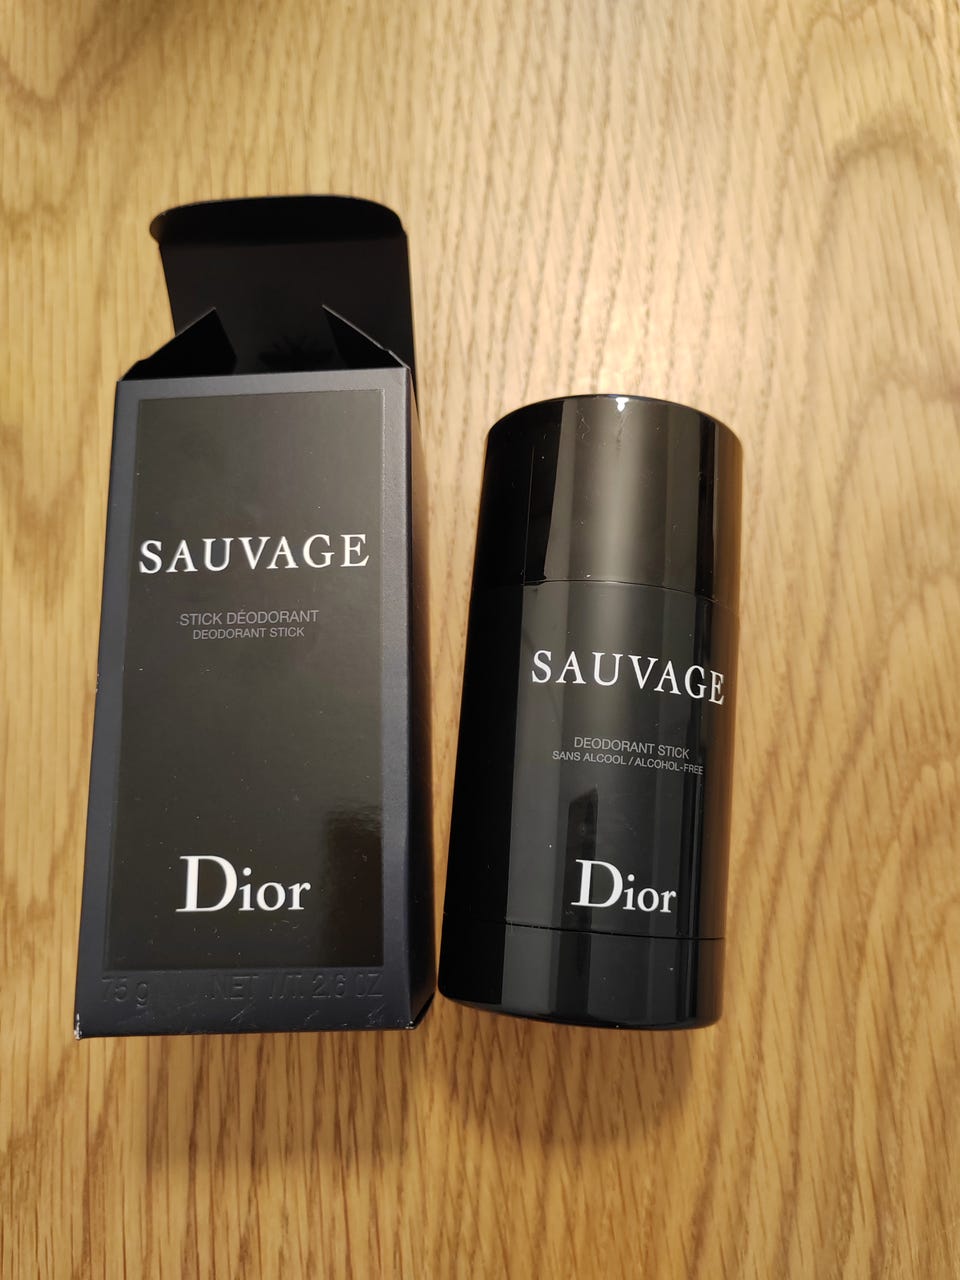 SAUVAGE
STICK DÉODORANT
DEODORANT STICK
Dior
75 g NET WT. 2.6 OZ
SAUVAGE
DEODORANT STICK
SANS ALCOOL / ALCOHOL-FREE
Dior